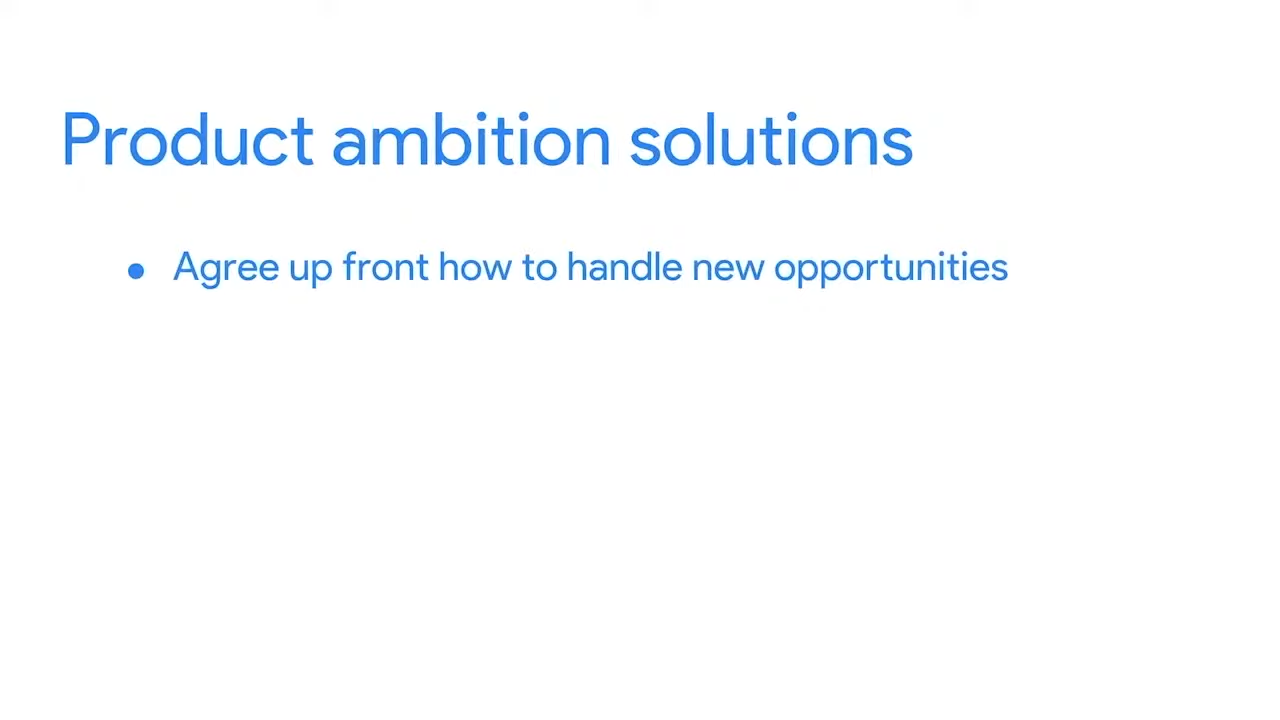 Product ambition solutions
• Agree up front how to handle new opportunities